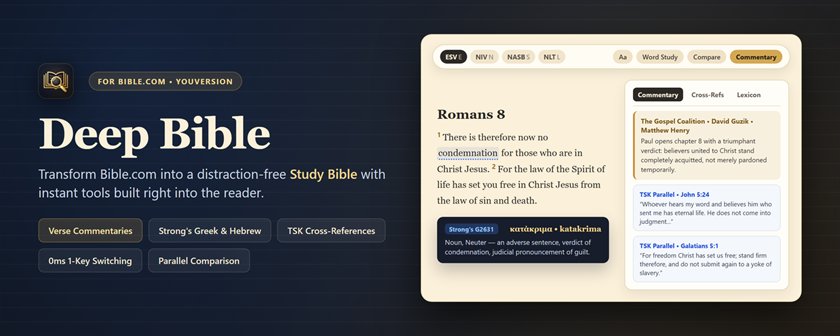 FOR BIBLE.COM • YOUVERSION
Deep Bible
Transform Bible.com into a distraction-free Study Bible with
instant tools built right into the reader.
Verse Commentaries
Strong's Greek & Hebrew
TSK Cross-References
0ms 1-Key Switching
Parallel Comparison
ESV E
NIV N
NASB S
NLT L
Aa
Word Study
Compare
Commentary
Romans 8
1 There is therefore now no
condemnation for those who are in
Christ Jesus. 2 For the law of the Spirit of
life has set you free in Christ Jesus from
the law of sin and death.
Strong's G2631
κατάκριμα • katakrima
Noun, Neuter — an adverse sentence, verdict of
condemnation, judicial pronouncement of guilt.
Commentary
Cross-Refs
Lexicon
The Gospel Coalition • David Guzik •
Matthew Henry
Paul opens chapter 8 with a triumphant
verdict: believers united to Christ stand
completely acquitted, not merely pardoned
temporarily.
TSK Parallel • John 5:24
"Whoever hears my word and believes him who
sent me has eternal life. He does not come into
judgment..."
TSK Parallel • Galatians 5:1
"For freedom Christ has set us free; stand firm
therefore, and do not submit again to a yoke of
slavery."